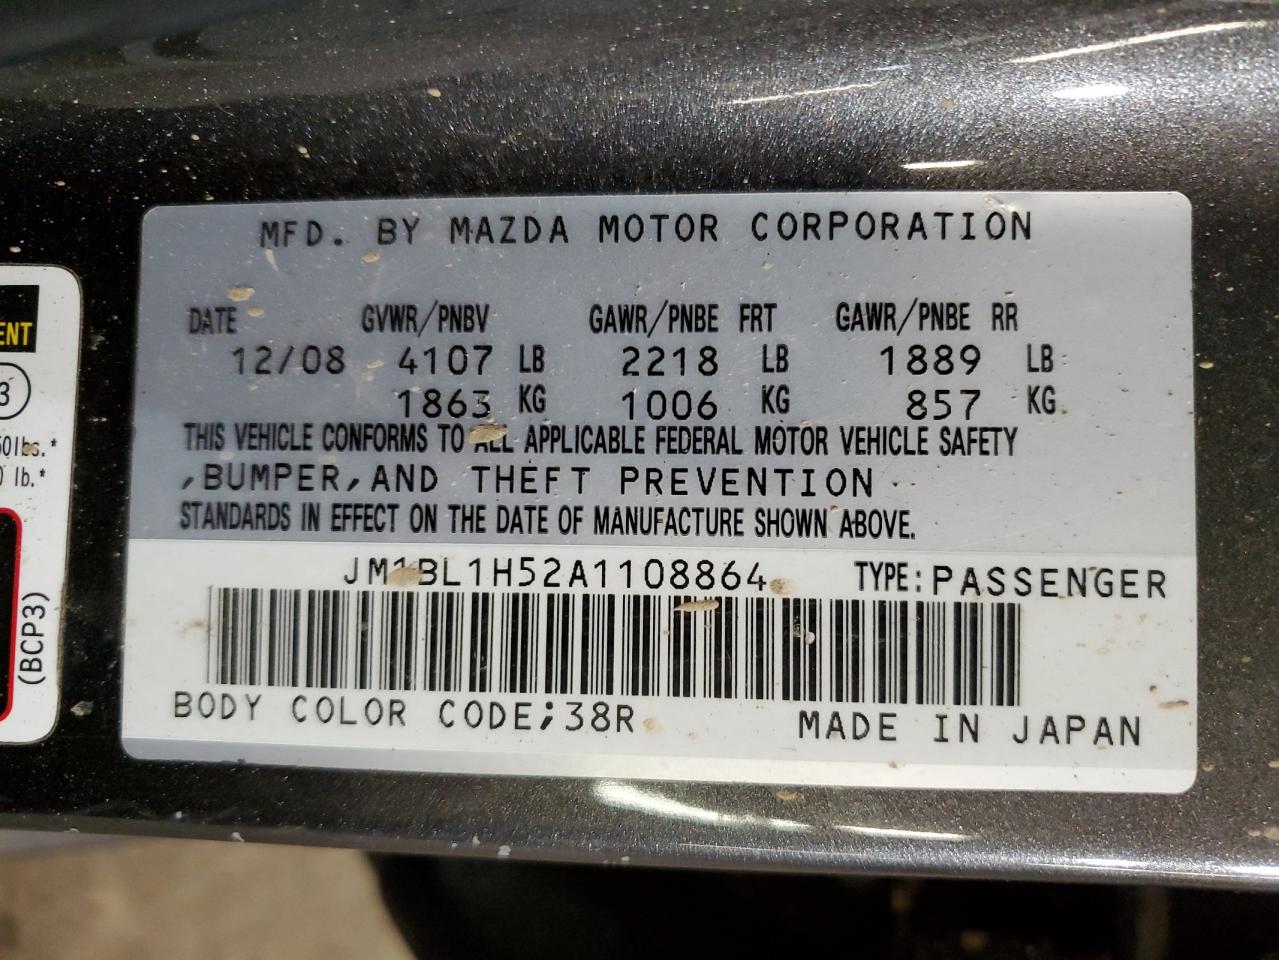 MFD. BY MAZDA MOTOR CORPORATION
DATE GVWR/PNBV GAWR/PNBE FRT GAWR/PNBE RR
12/08 4107 LB 2218 LB 1889 LB
1863 KG 1006 KG 857 KG
THIS VEHICLE CONFORMS TO ALL APPLICABLE FEDERAL MOTOR VEHICLE SAFETY
,BUMPER,AND THEFT PREVENTION
STANDARDS IN EFFECT ON THE DATE OF MANUFACTURE SHOWN ABOVE.
JM1BL1H52A1108864 TYPE:PASSENGER
BODY COLOR CODE;38R MADE IN JAPAN
3
lb.*
(BCP3)